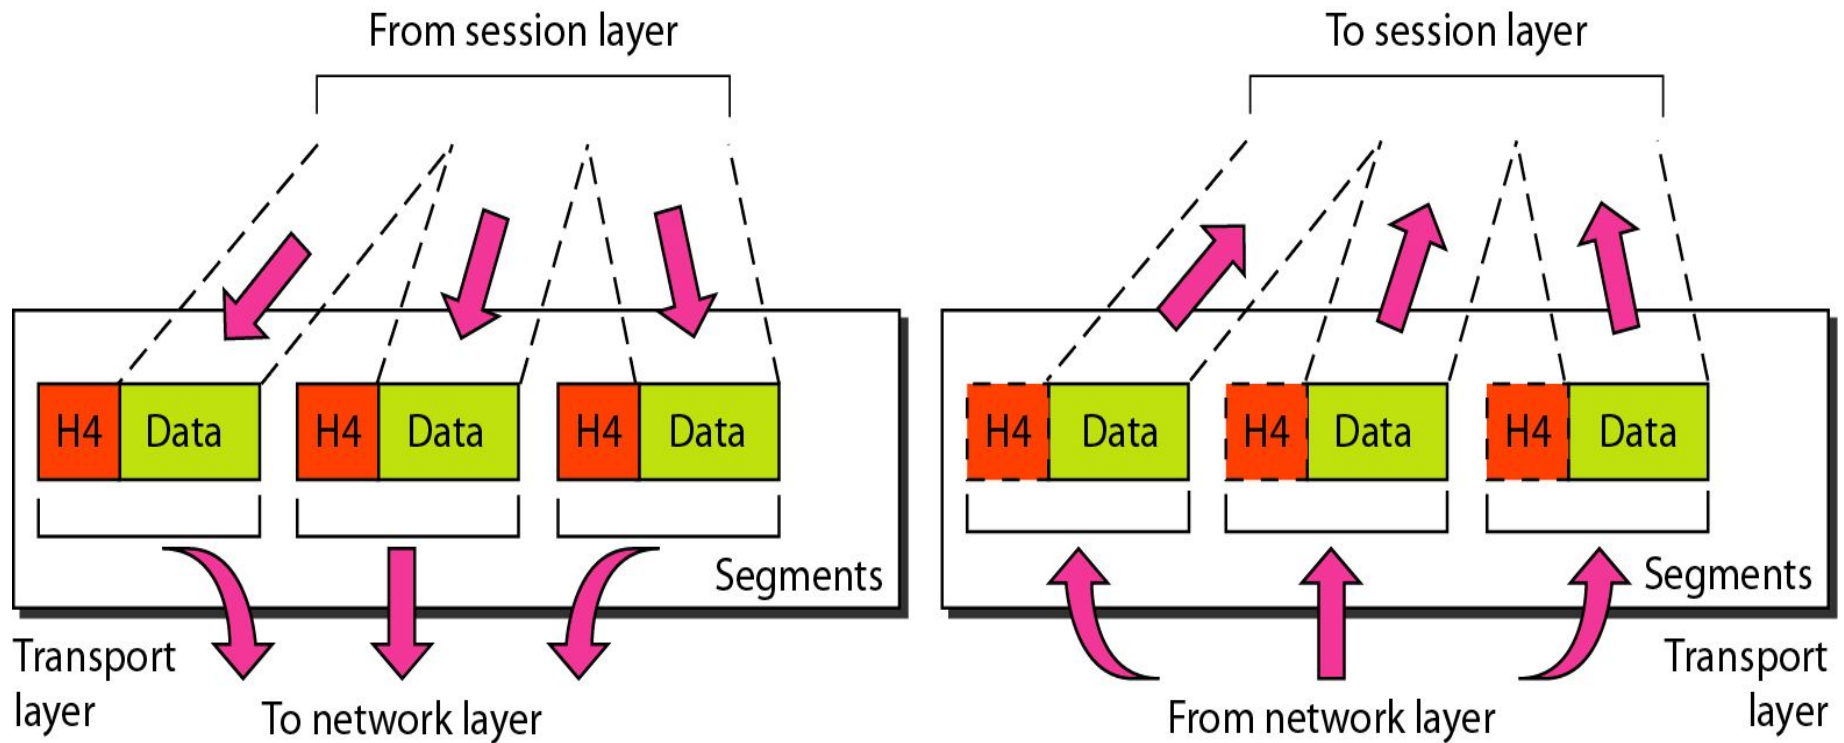 From session layer
H4 Data H4 Data H4 Data
Segments
Transport
layer
To network layer
To session layer
H4 Data H4 Data H4 Data
Segments
From network layer
Transport
layer